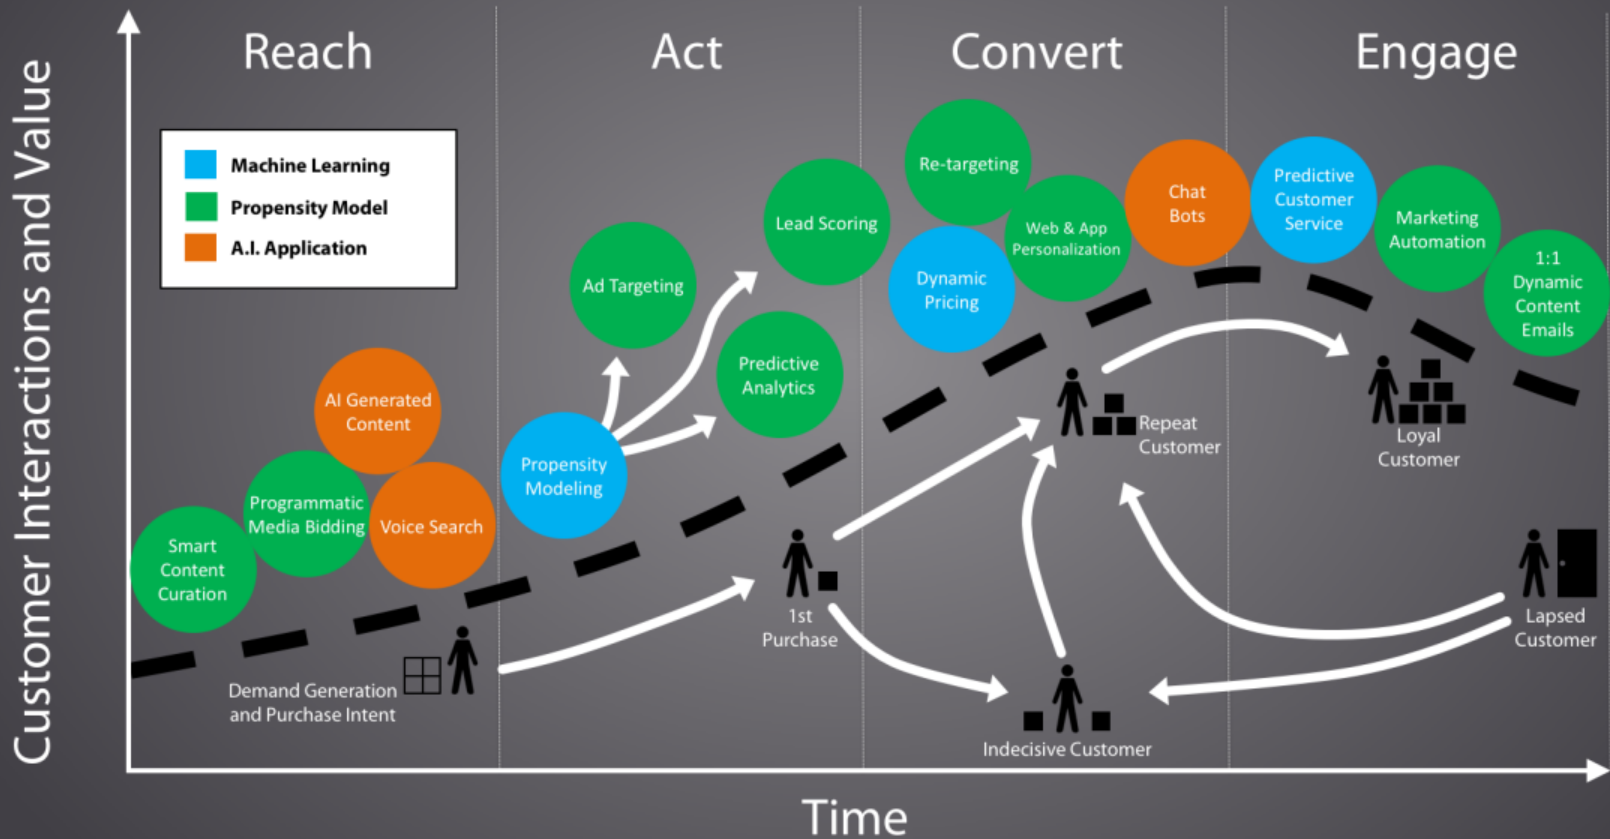 Customer Interactions and Value
Reach
Act
Convert
Engage
Machine Learning
Propensity Model
A.I. Application
Smart
Content
Curation
Programmatic
Media Bidding
AI Generated
Content
Voice Search
Propensity
Modeling
Ad Targeting
Lead Scoring
Predictive
Analytics
Re-targeting
Dynamic
Pricing
Web & App
Personalization
Chat
Bots
Predictive
Customer
Service
Marketing
Automation
1:1
Dynamic
Content
Emails
Demand Generation
and Purchase Intent
1st
Purchase
Repeat
Customer
Indecisive Customer
Loyal
Customer
Lapsed
Customer
Time